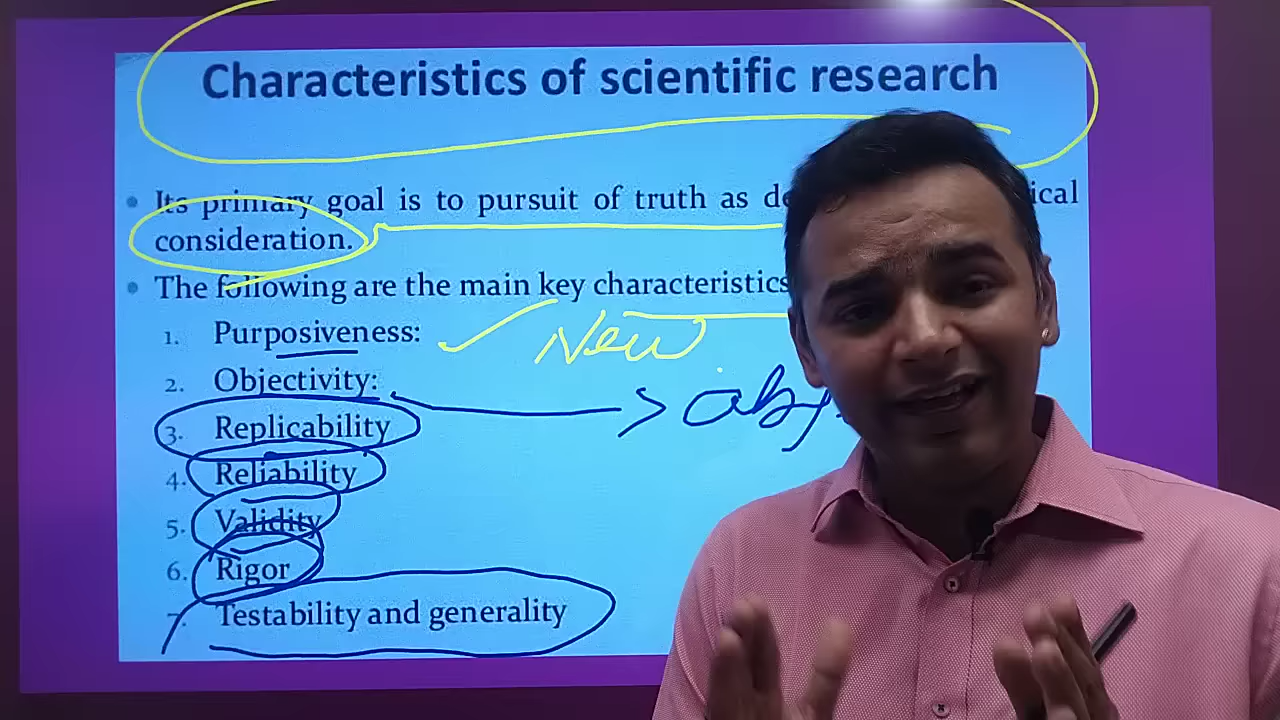 Characteristics of scientific research
• Its primary goal is to pursuit of truth as ical
consideration.
• The following are the main key characteristics
1. Purposiveness: New
2. Objectivity:
3. Replicability
4. Reliability
5. Validity
6. Rigor
7. Testability and generality